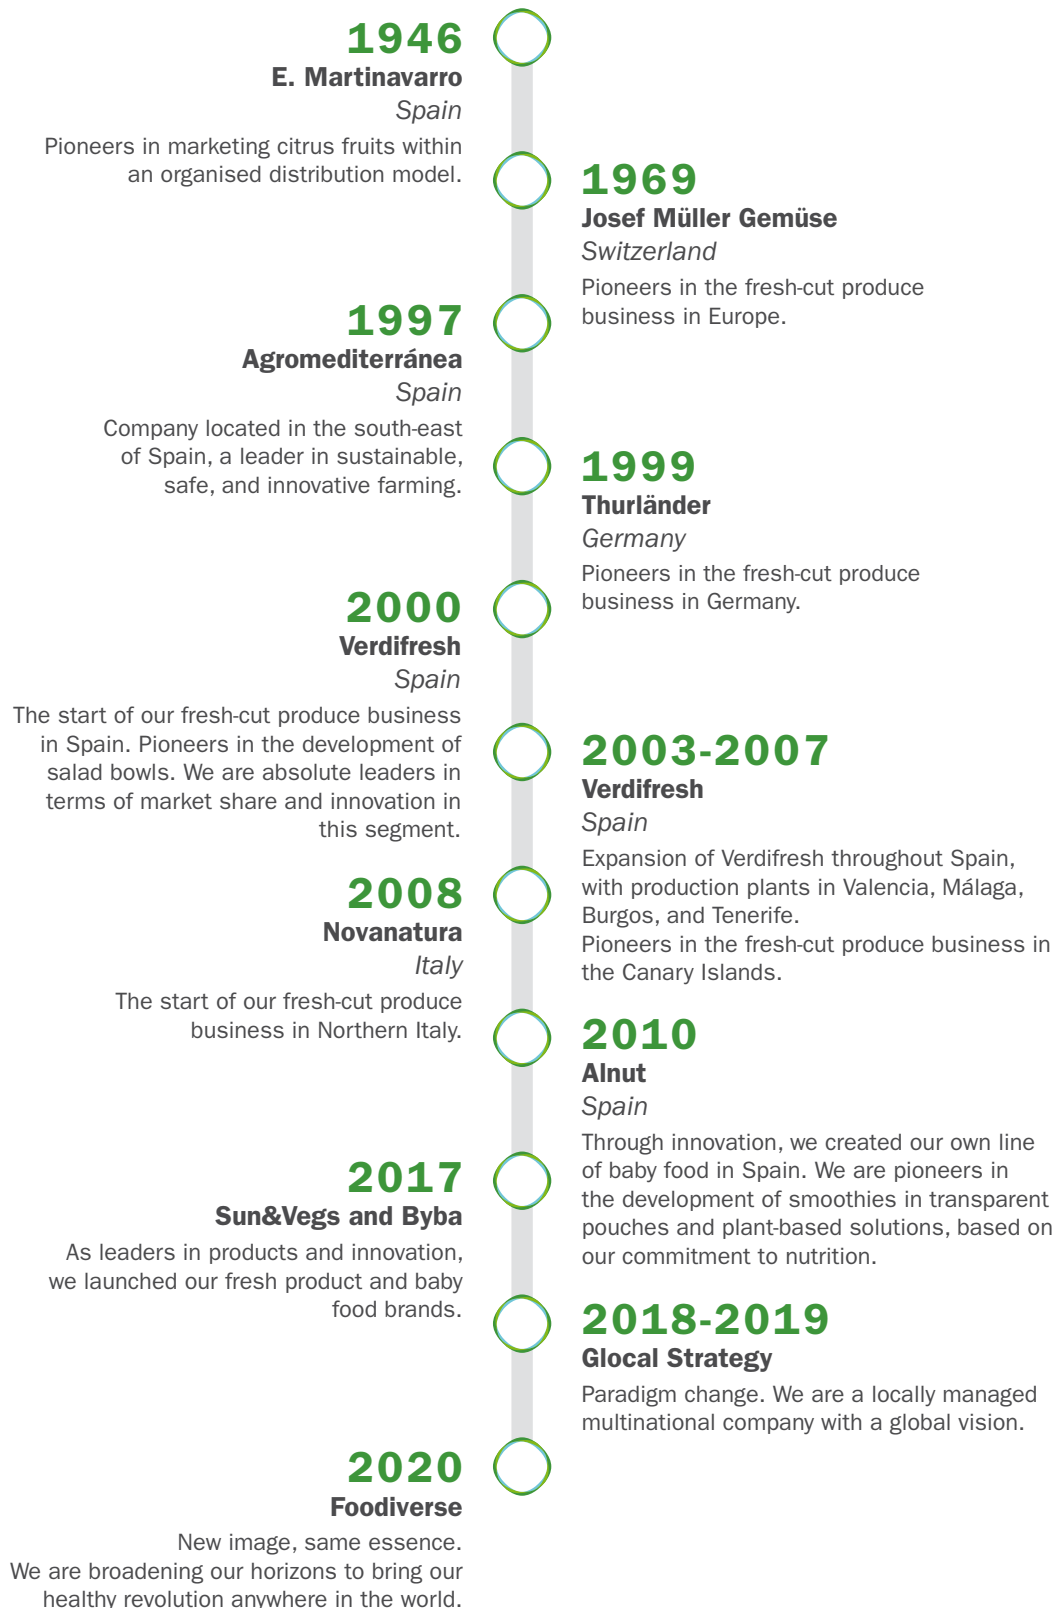 1946
E. Martinavarro
Spain
Pioneers in marketing citrus fruits within
an organised distribution model.
1969
Josef Müller Gemüse
Switzerland
Pioneers in the fresh-cut produce
business in Europe.
1997
Agromediterránea
Spain
Company located in the south-east
of Spain, a leader in sustainable,
safe, and innovative farming.
1999
Thurländer
Germany
Pioneers in the fresh-cut produce
business in Germany.
2000
Verdifresh
Spain
The start of our fresh-cut produce business
in Spain. Pioneers in the development of
salad bowls. We are absolute leaders in
terms of market share and innovation in
this segment.
2003-2007
Verdifresh
Spain
Expansion of Verdifresh throughout Spain,
with production plants in Valencia, Málaga,
Burgos, and Tenerife.
Pioneers in the fresh-cut produce business in
the Canary Islands.
2008
Novanatura
Italy
The start of our fresh-cut produce
business in Northern Italy.
2010
Alnut
Spain
Through innovation, we created our own line
of baby food in Spain. We are pioneers in
the development of smoothies in transparent
pouches and plant-based solutions, based on
our commitment to nutrition.
2017
Sun&Vegs and Byba
As leaders in products and innovation,
we launched our fresh product and baby
food brands.
2018-2019
Glocal Strategy
Paradigm change. We are a locally managed
multinational company with a global vision.
2020
Foodiverse
New image, same essence.
We are broadening our horizons to bring our
healthy revolution anywhere in the world.